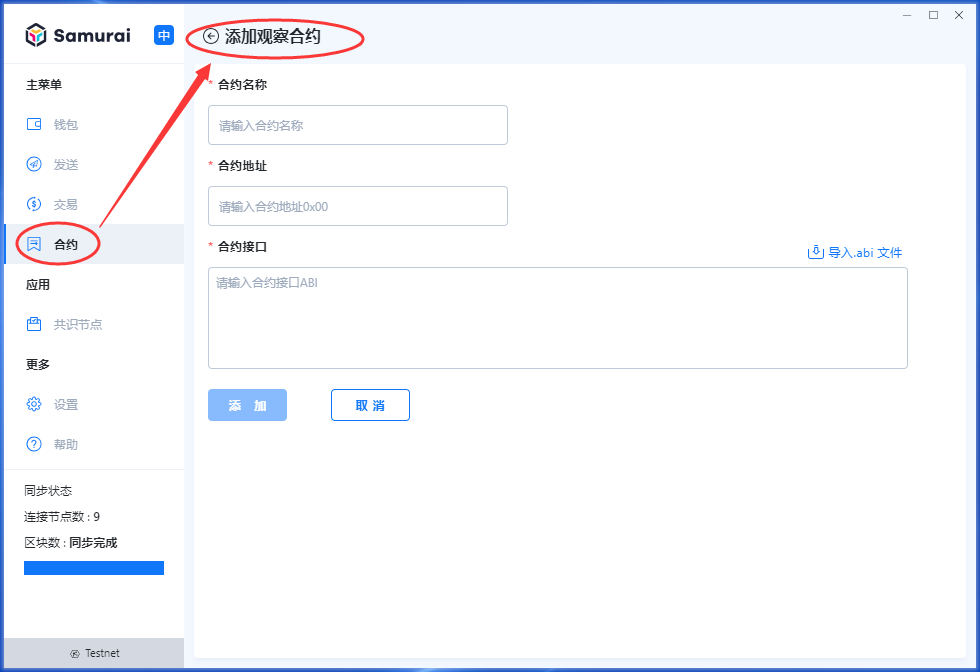 Samurai
中
主菜单
钱包
发送
交易
合约
应用
共识节点
更多
设置
帮助
同步状态
连接节点数 : 9
区块数 : 同步完成
Testnet
添加观察合约
* 合约名称
请输入合约名称
* 合约地址
请输入合约地址0x00
* 合约接口
导入.abi 文件
请输入合约接口ABI
添 加
取 消